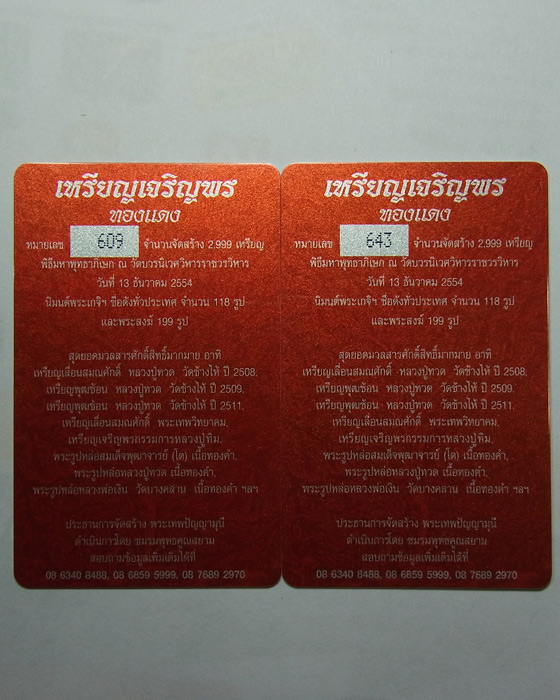 เหรียญเจริญพร
ทองแดง
หมายเลข 609 จำนวนจัดสร้าง 2,999 เหรียญ
พิธีมหาพุทธาภิเษก ณ วัดบวรนิเวศวิหารราชวรวิหาร
วันที่ 13 ธันวาคม 2554
นิมนต์พระเกจิฯ ชื่อดังทั่วประเทศ จำนวน 118 รูป
และพระสงฆ์ 199 รูป
สุดยอดมวลสารศักดิ์สิทธิ์มากมาย อาทิ
เหรียญเลื่อนสมณศักดิ์ หลวงปู่ทวด วัดช้างไห้ ปี 2508,
เหรียญพุฒซ้อน หลวงปู่ทวด วัดช้างไห้ ปี 2509,
เหรียญพุฒซ้อน หลวงปู่ทวด วัดช้างไห้ ปี 2511,
เหรียญเลื่อนสมณศักดิ์ พระเทพวิทยาคม,
เหรียญเจริญพรกรรมการหลวงปู่ทิม,
พระรูปหล่อสมเด็จพุฒาจารย์ (โต) เนื้อทองคำ,
พระรูปหล่อหลวงปู่ทวด เนื้อทองคำ,
พระรูปหล่อหลวงพ่อเงิน วัดบางคลาน เนื้อทองคำ ฯลฯ
ประธานการจัดสร้าง พระเทพปัญญามุนี
ดำเนินการโดย ชมรมพุทธคุณสยาม
สอบถามข้อมูลเพิ่มเติมได้ที่
08 6340 8488, 08 6859 5999, 08 7689 2970
เหรียญเจริญพร
ทองแดง
หมายเลข 643 จำนวนจัดสร้าง 2,999 เหรียญ
พิธีมหาพุทธาภิเษก ณ วัดบวรนิเวศวิหารราชวรวิหาร
วันที่ 13 ธันวาคม 2554
นิมนต์พระเกจิฯ ชื่อดังทั่วประเทศ จำนวน 118 รูป
และพระสงฆ์ 199 รูป
สุดยอดมวลสารศักดิ์สิทธิ์มากมาย อาทิ
เหรียญเลื่อนสมณศักดิ์ หลวงปู่ทวด วัดช้างไห้ ปี 2508,
เหรียญพุฒซ้อน หลวงปู่ทวด วัดช้างไห้ ปี 2509,
เหรียญพุฒซ้อน หลวงปู่ทวด วัดช้างไห้ ปี 2511,
เหรียญเลื่อนสมณศักดิ์ พระเทพวิทยาคม,
เหรียญเจริญพรกรรมการหลวงปู่ทิม,
พระรูปหล่อสมเด็จพุฒาจารย์ (โต) เนื้อทองคำ,
พระรูปหล่อหลวงปู่ทวด เนื้อทองคำ,
พระรูปหล่อหลวงพ่อเงิน วัดบางคลาน เนื้อทองคำ ฯลฯ
ประธานการจัดสร้าง พระเทพปัญญามุนี
ดำเนินการโดย ชมรมพุทธคุณสยาม
สอบถามข้อมูลเพิ่มเติมได้ที่
08 6340 8488, 08 6859 5999, 08 7689 2970